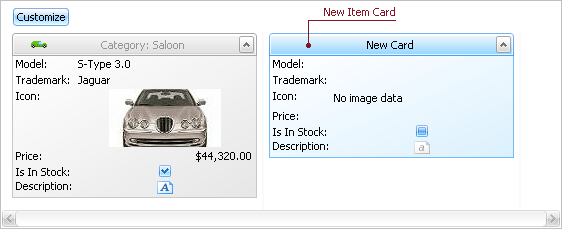 New Item Card
Customize
Category: Saloon
Model: S-Type 3.0
Trademark: Jaguar
Icon:
Price: $44,320.00
Is In Stock:
Description: A
New Card
Model:
Trademark:
Icon: No image data
Price:
Is In Stock:
Description: a